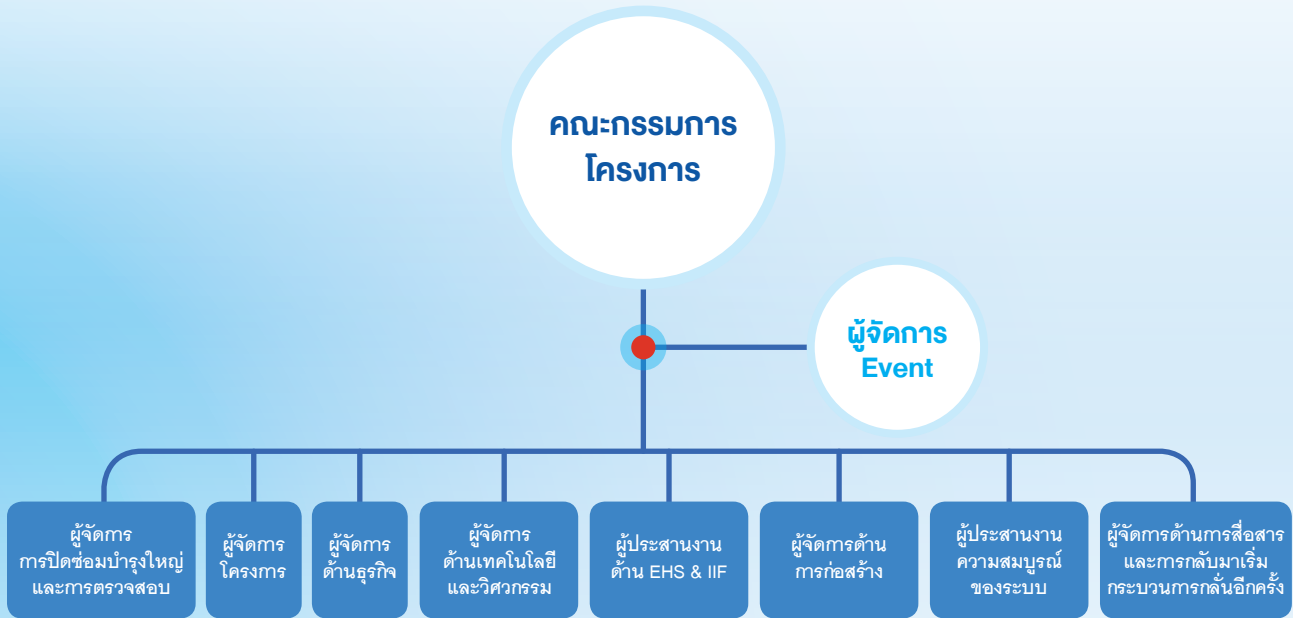 คณะกรรมการ
โครงการ
ผู้จัดการ
Event
ผู้จัดการ
การปิดซ่อมบำรุงใหญ่
และการตรวจสอบ
ผู้จัดการ
โครงการ
ผู้จัดการ
ด้านธุรกิจ
ผู้จัดการ
ด้านเทคโนโลยี
และวิศวกรรม
ผู้ประสานงาน
ด้าน EHS & IIF
ผู้จัดการด้าน
การก่อสร้าง
ผู้ประสานงาน
ความสมบูรณ์
ของระบบ
ผู้จัดการด้านการสื่อสาร
และการกลับมาเริ่ม
กระบวนการกลั่นอีกครั้ง